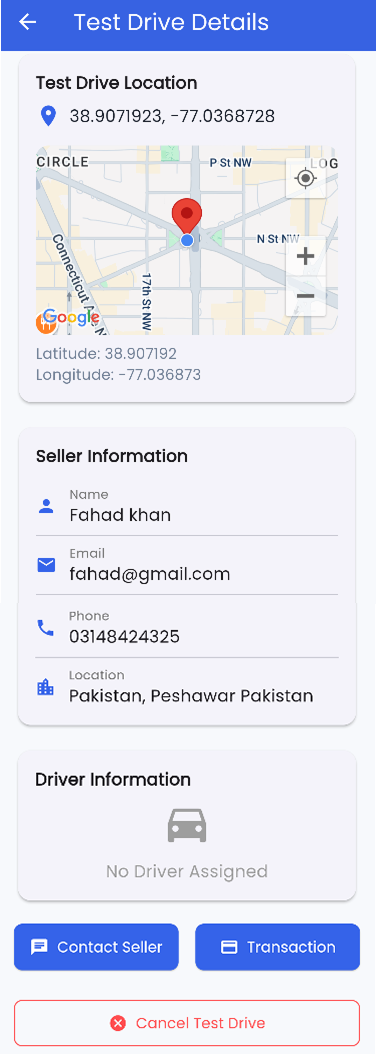 Test Drive Details
Test Drive Location
38.9071923, -77.0368728
CIRCLE
P St NW
LOG
N St NW
Connecticut A
17th St NW
Google
Latitude: 38.907192
Longitude: -77.036873
Seller Information
Name
Fahad khan
Email
fahad@gmail.com
Phone
03148424325
Location
Pakistan, Peshawar Pakistan
Driver Information
No Driver Assigned
Contact Seller
Transaction
Cancel Test Drive